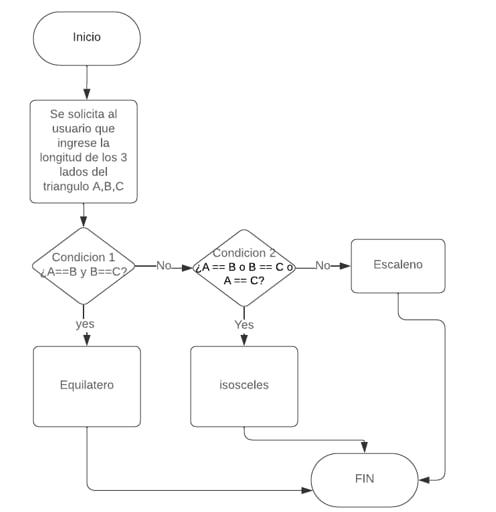 Inicio
Se solicita al
usuario que
ingrese la
longitud de los 3
lados del
triangulo A,B,C
Condicion 1
¿A==B y B==C?
No
Condicion 2
¿A == B o B == C o
A == C?
No
Escaleno
yes
Yes
Equilatero
isosceles
FIN